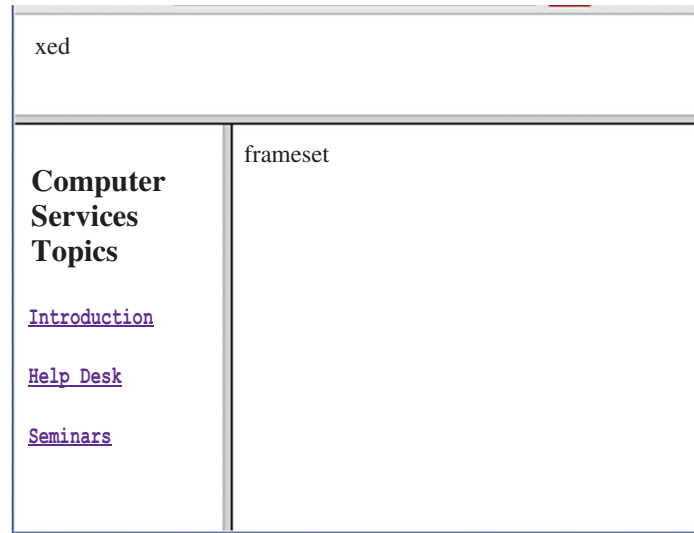 xed
Computer
Services
Topics
Introduction
Help Desk
Seminars
frameset